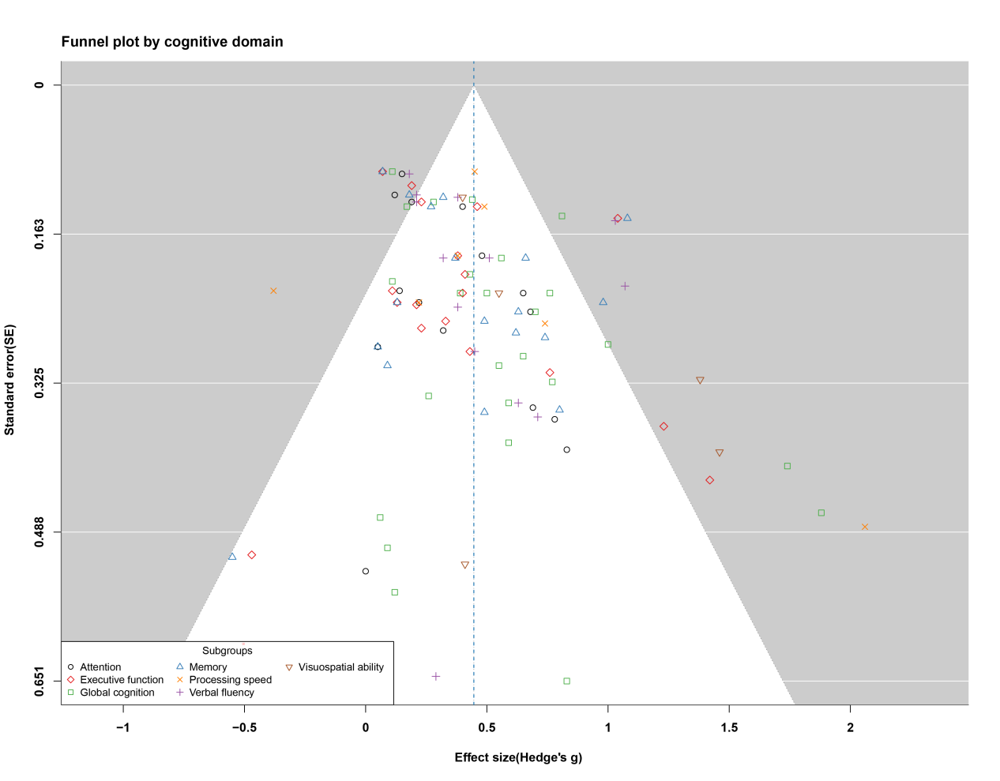 Funnel plot by cognitive domain
Standard error(SE)
0
0.163
0.325
0.488
0.651
Subgroups
Attention
Executive function
Global cognition
Memory
Processing speed
Verbal fluency
Visuospatial ability
−1
−0.5
0
0.5
1
1.5
2
Effect size(Hedge's g)